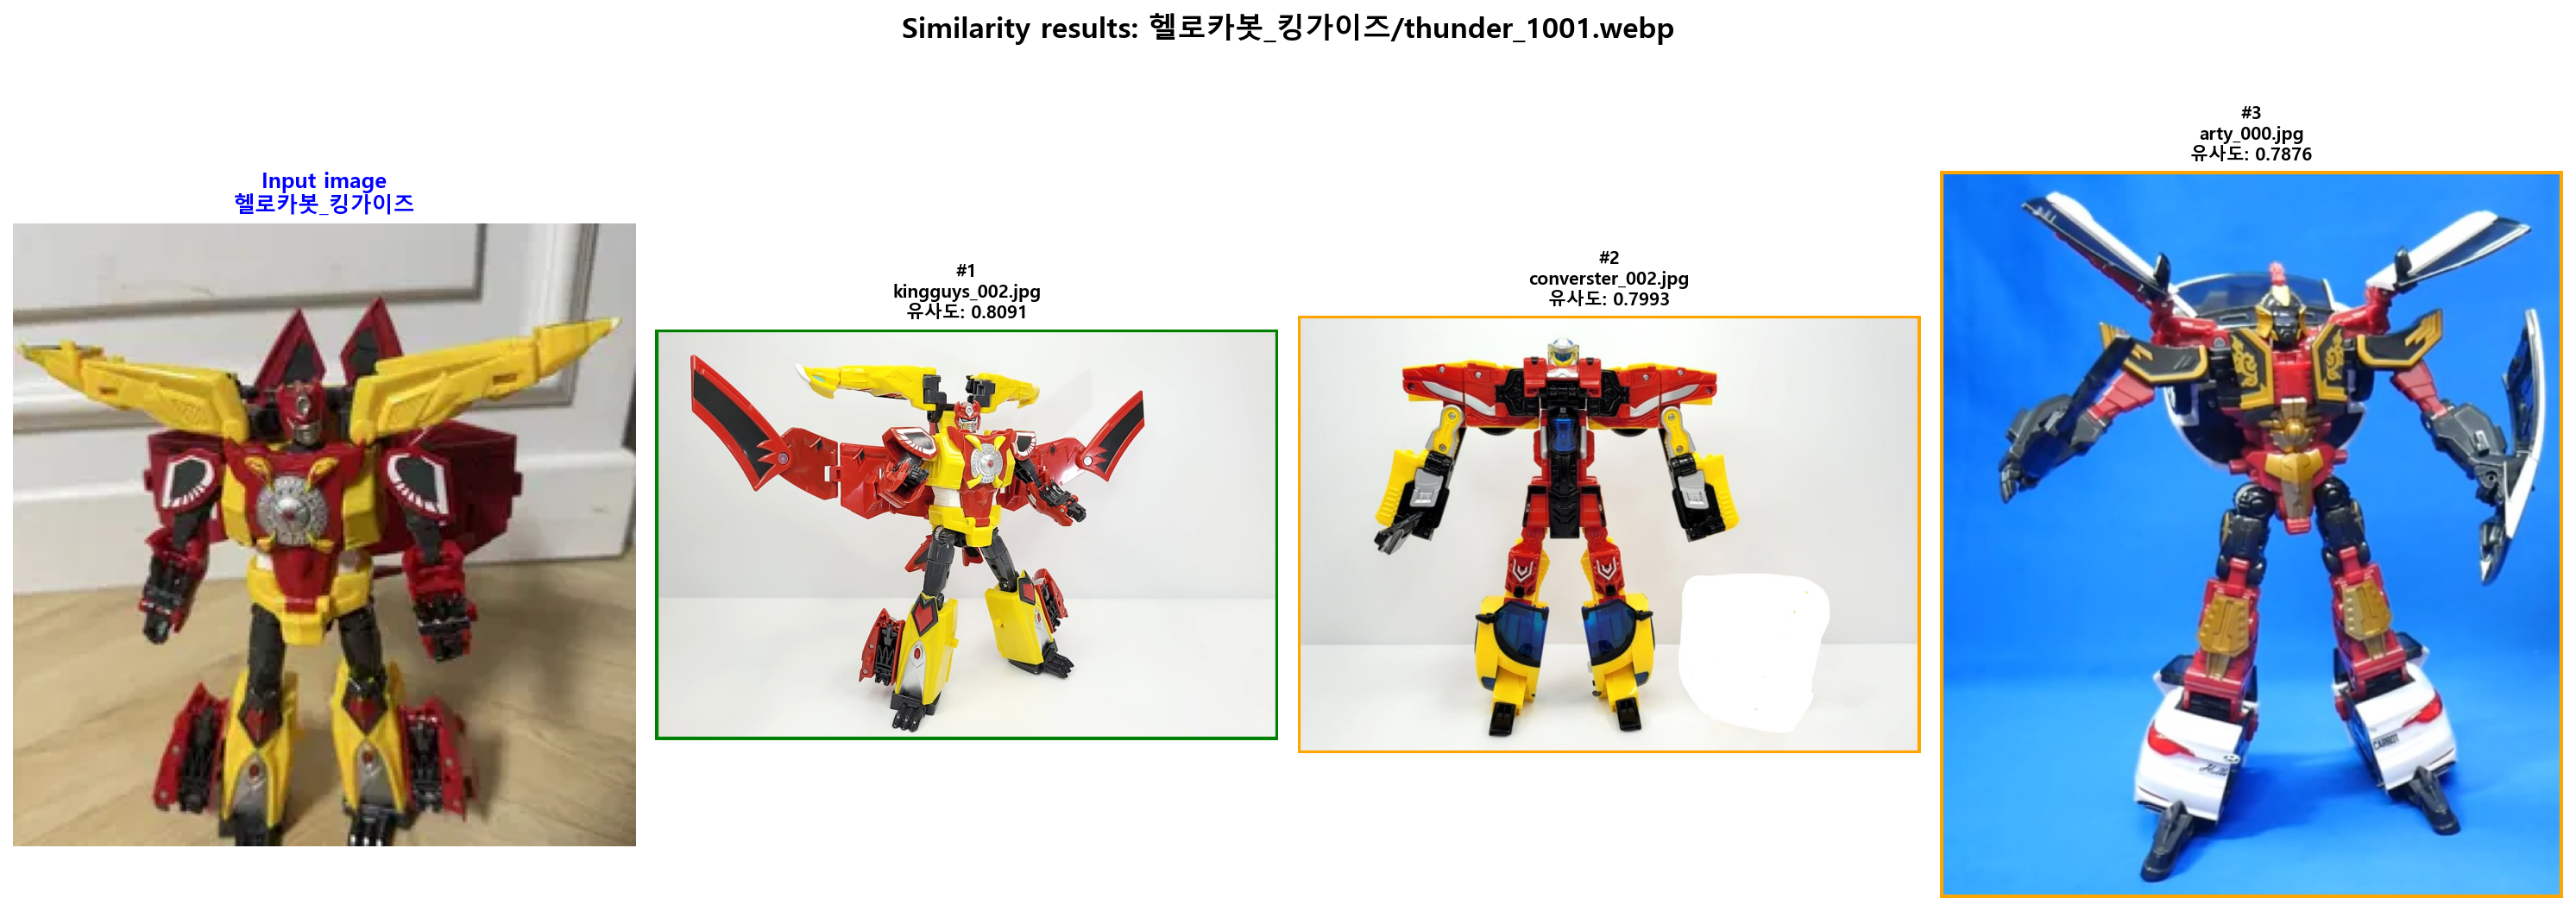 Similarity results: 헬로카봇_킹가이즈/thunder_1001.webp
Input image
헬로카봇_킹가이즈
#1
kingguys_002.jpg
유사도: 0.8091
#2
converster_002.jpg
유사도: 0.7993
#3
arty_000.jpg
유사도: 0.7876
CARBOT